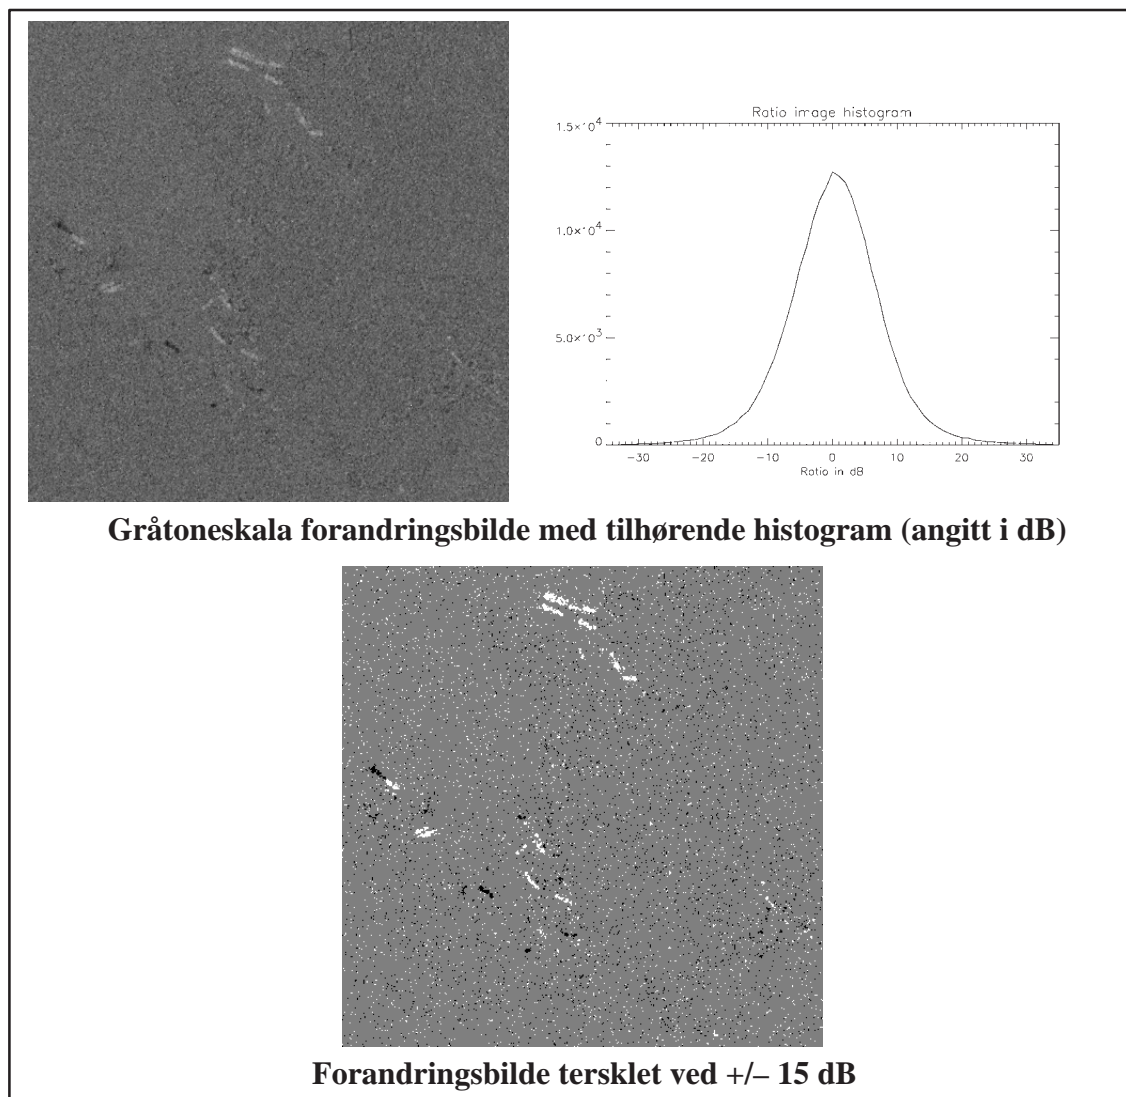 Ratio image histogram
1.5×10⁴
1.0×10⁴
5.0×10³
0
−30 −20 −10 0 10 20 30
Ratio in dB
Gråtoneskala forandringsbilde med tilhørende histogram (angitt i dB)
Forandringsbilde tersklet ved +/– 15 dB